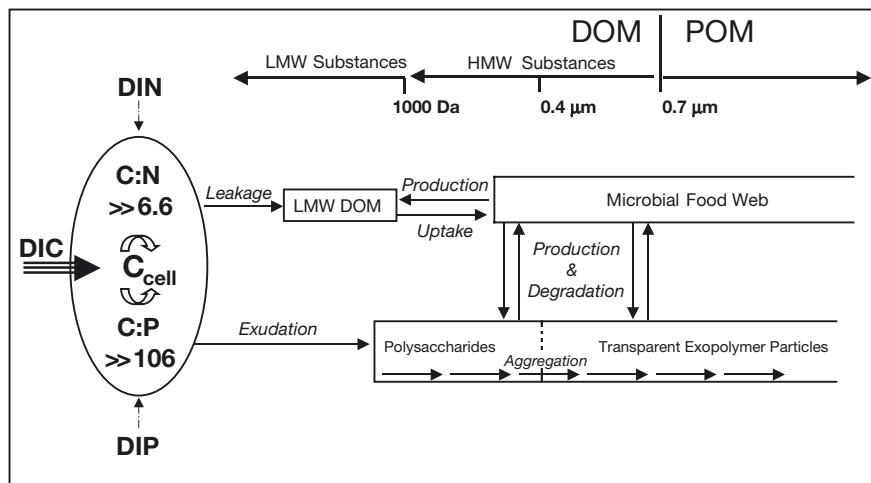 DOM
POM
LMW Substances
HMW Substances
1000 Da
0.4 µm
0.7 µm
DIN
C:N
>>6.6
DIC
C cell
C:P
>>106
DIP
Leakage
LMW DOM
Production
Uptake
Microbial Food Web
Production
&
Degradation
Exudation
Polysaccharides
Aggregation
Transparent Exopolymer Particles